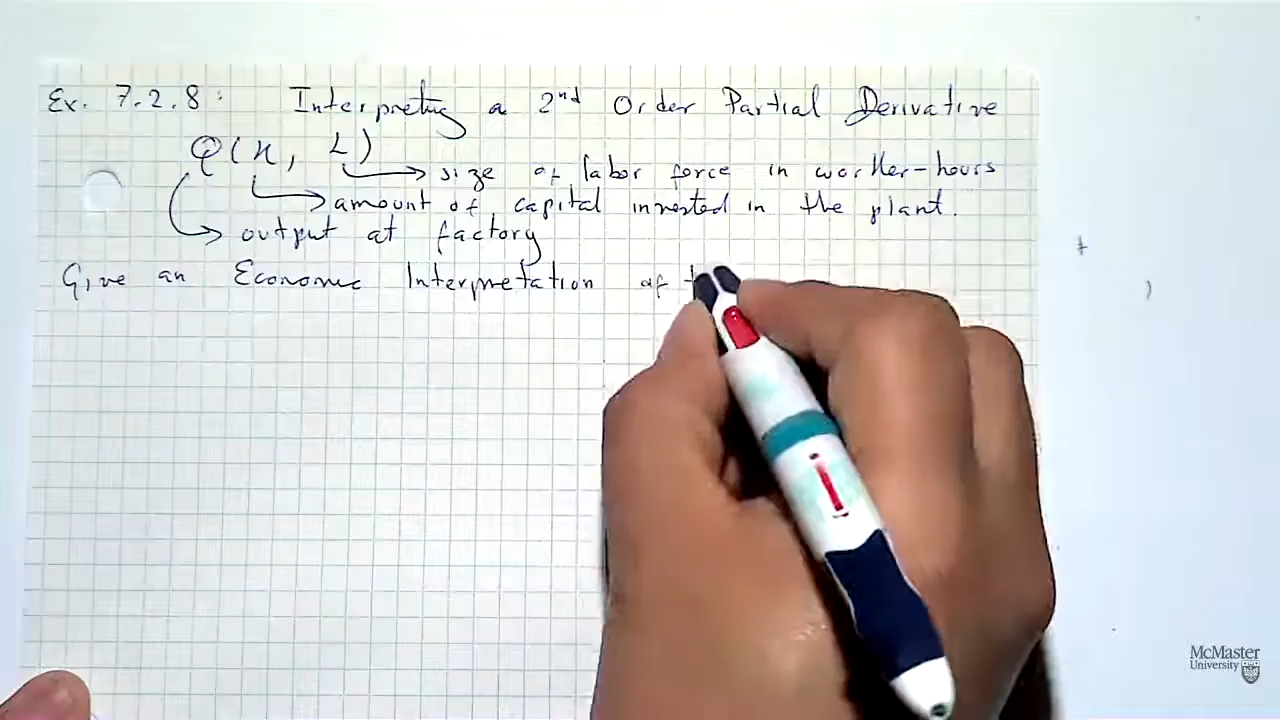 Ex. 7.2.8: Interpreting a 2nd Order Partial Derivative
Q(K, L)
size of labor force in worker-hours
amount of capital invested in the plant.
output at factory
Give an Economic Interpretation of
McMaster
University